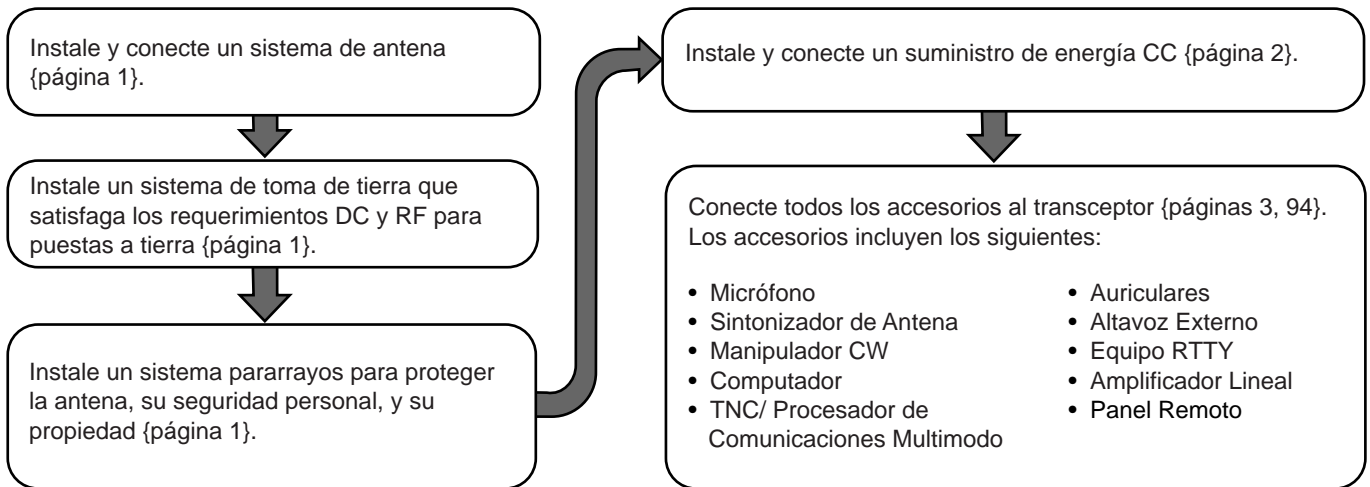 Instale y conecte un sistema de antena
{página 1}.
Instale un sistema de toma de tierra que
satisfaga los requerimientos DC y RF para
puestas a tierra {página 1}.
Instale un sistema pararrayos para proteger
la antena, su seguridad personal, y su
propiedad {página 1}.
Instale y conecte un suministro de energía CC {página 2}.
Conecte todos los accesorios al transceptor {páginas 3, 94}.
Los accesorios incluyen los siguientes:
• Micrófono
• Sintonizador de Antena
• Manipulador CW
• Computador
• TNC/ Procesador de
Comunicaciones Multimodo
• Auriculares
• Altavoz Externo
• Equipo RTTY
• Amplificador Lineal
• Panel Remoto